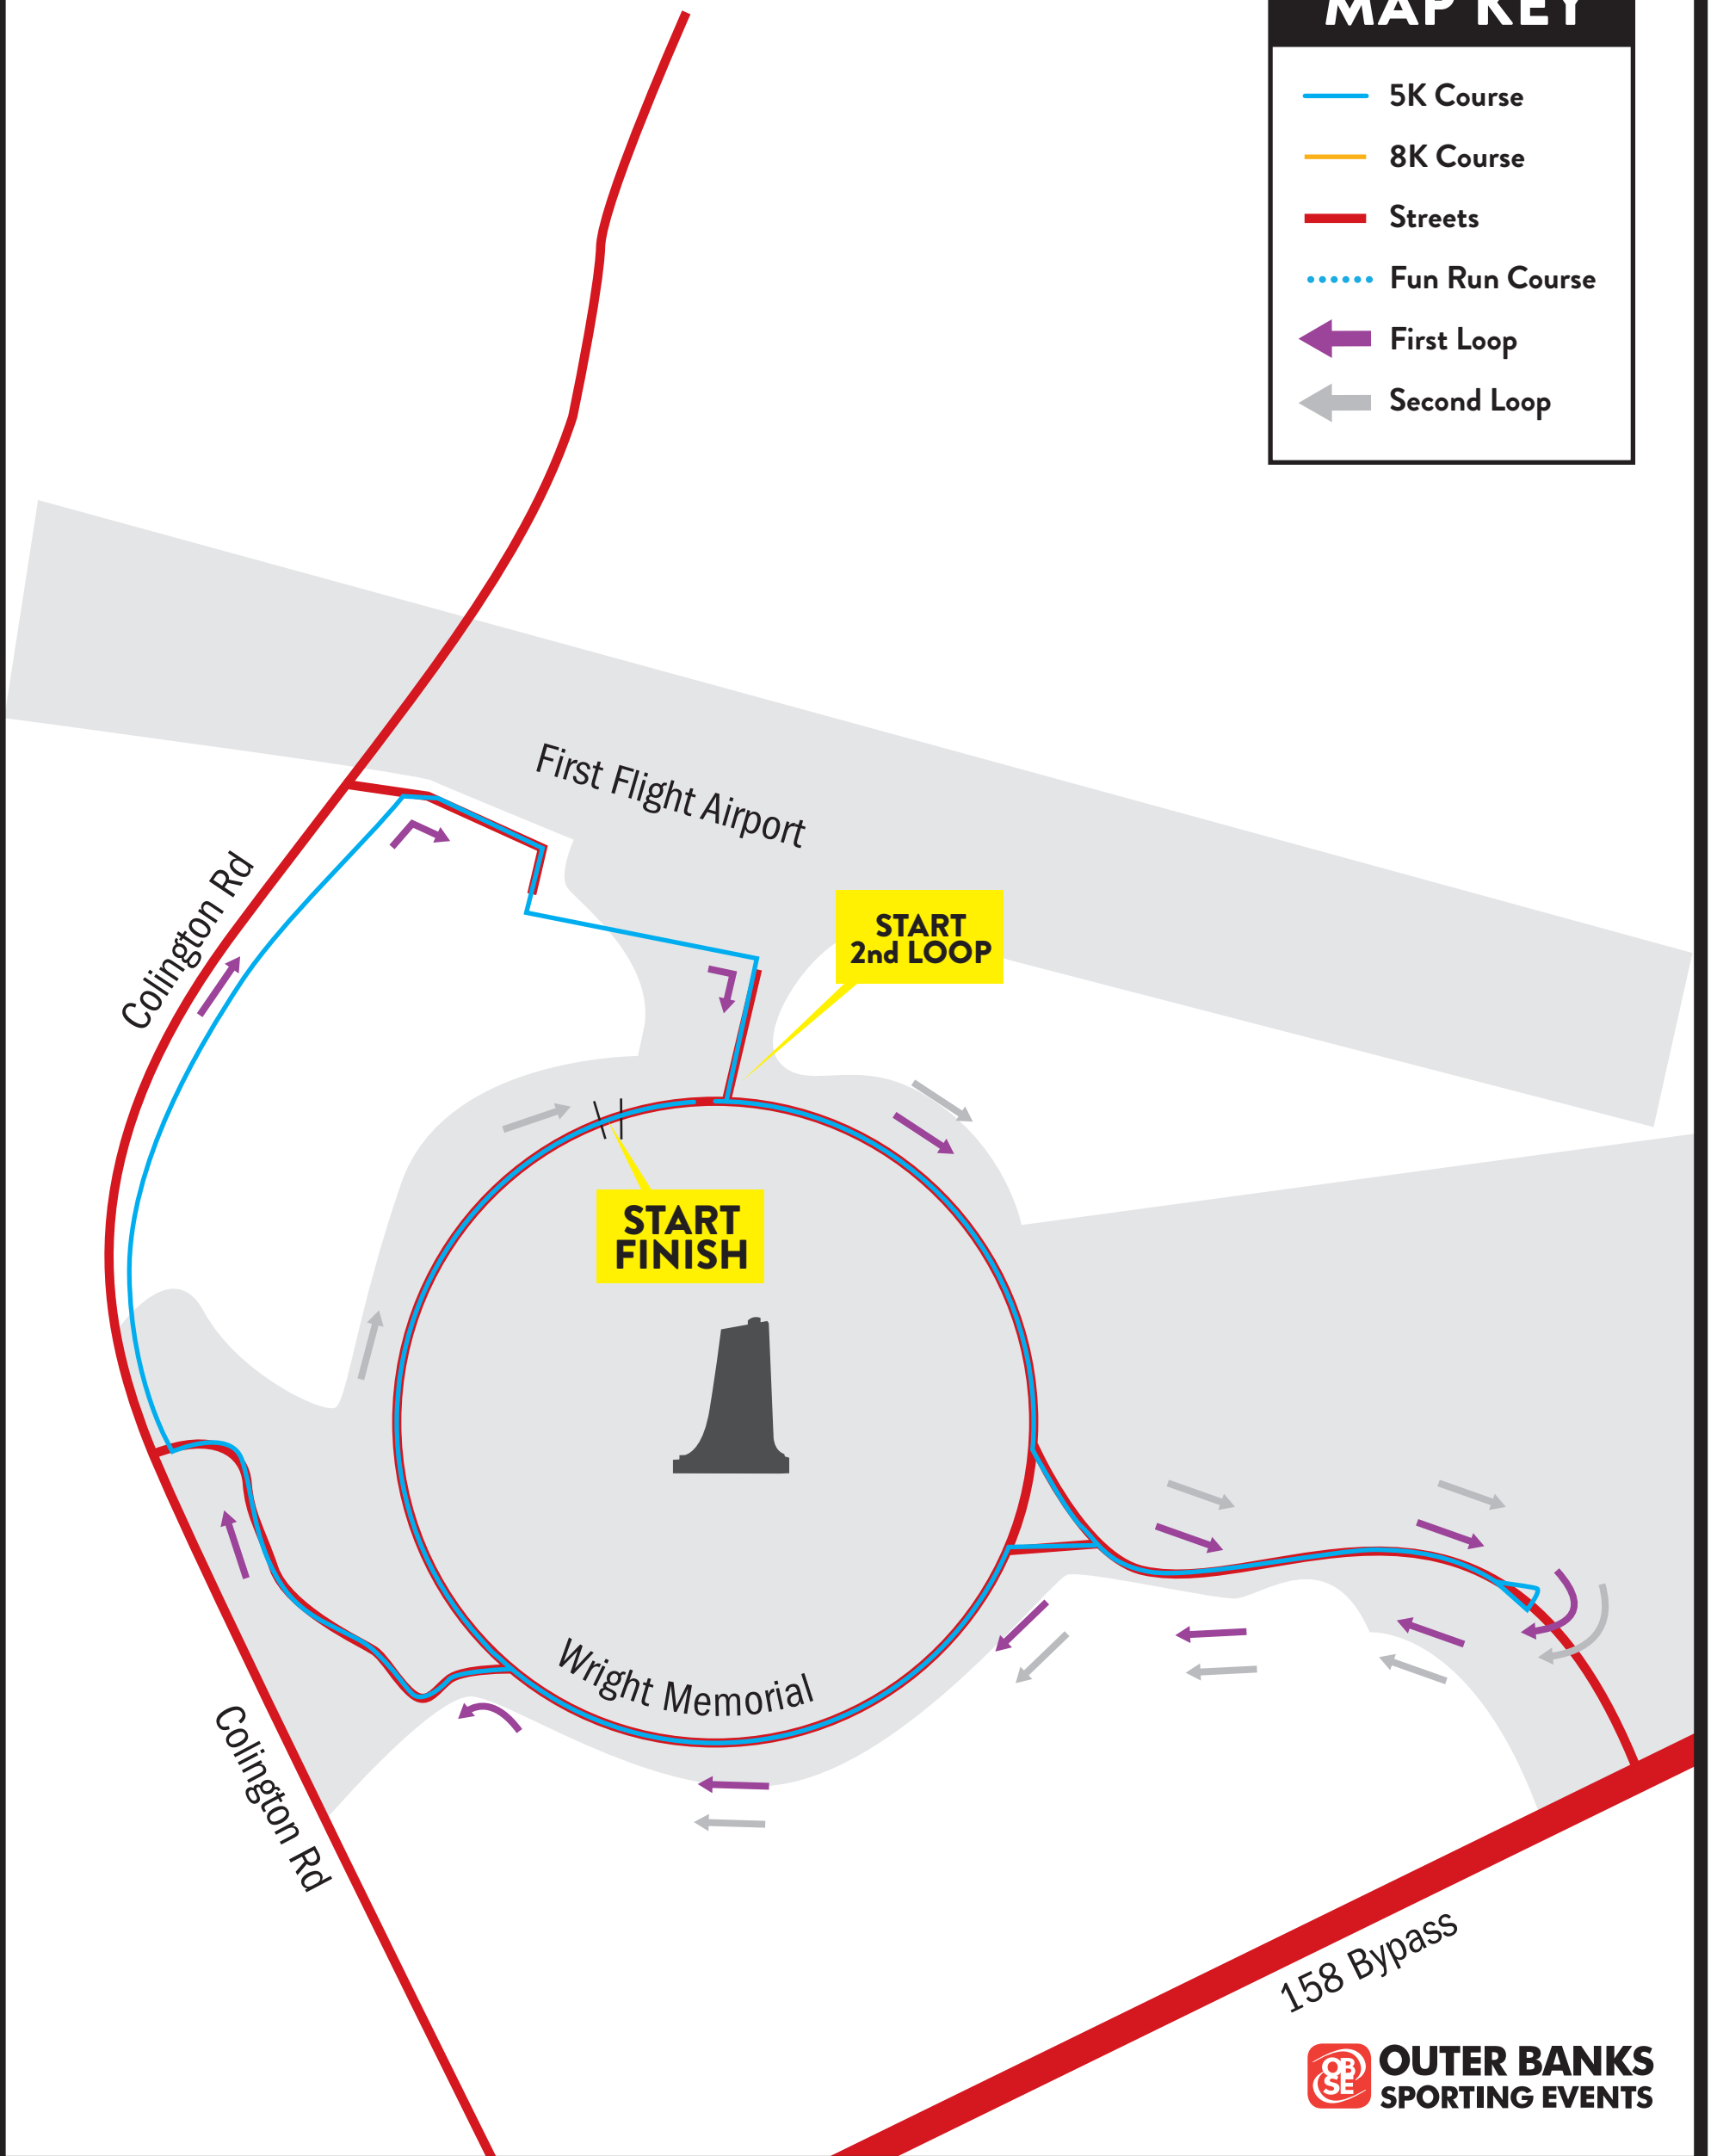 MAP KEY
5K Course
8K Course
Streets
Fun Run Course
First Loop
Second Loop
First Flight Airport
Colington Rd
START
2nd LOOP
START
FINISH
Wright Memorial
Colington Rd
158 Bypass
OB
SE
OUTER BANKS
SPORTING EVENTS